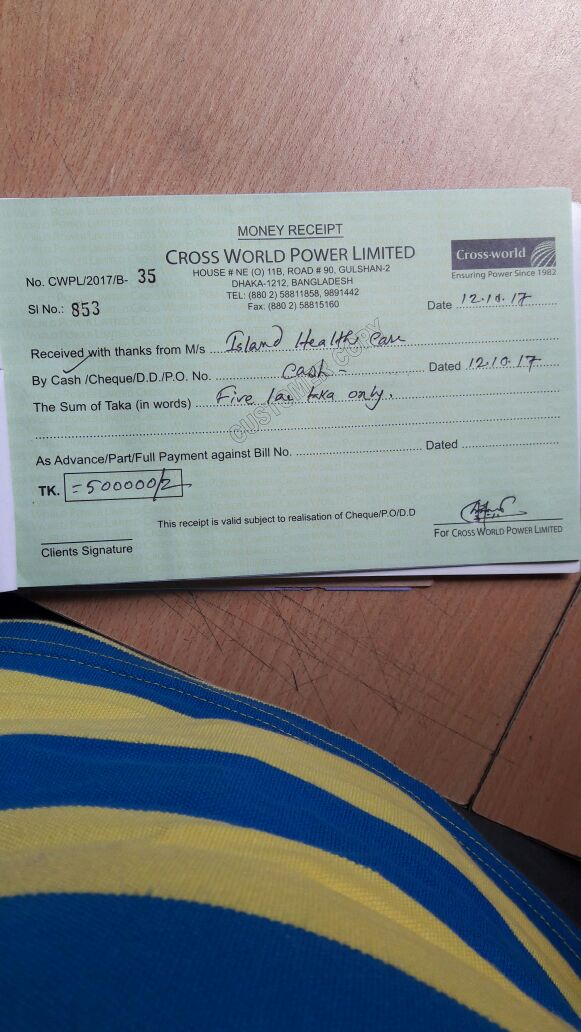 MONEY RECEIPT
CROSS WORLD POWER LIMITED
HOUSE # NE (O) 11B, ROAD # 90, GULSHAN-2
DHAKA-1212, BANGLADESH
TEL: (880 2) 58811858, 9891442
Fax: (880 2) 58815160
Cross-world
Ensuring Power Since 1982
No. CWPL/2017/B- 35
Sl No.: 853
Date 12.10.17
Received with thanks from M/s Island Health Care
By Cash /Cheque/D.D./P.O. No. Cash - Dated 12.10.17
The Sum of Taka (in words) Five lac taka only.
CUSTOMER COPY
As Advance/Part/Full Payment against Bill No. Dated
TK. =500000/=
This receipt is valid subject to realisation of Cheque/P.O/D.D
Clients Signature
For CROSS WORLD POWER LIMITED